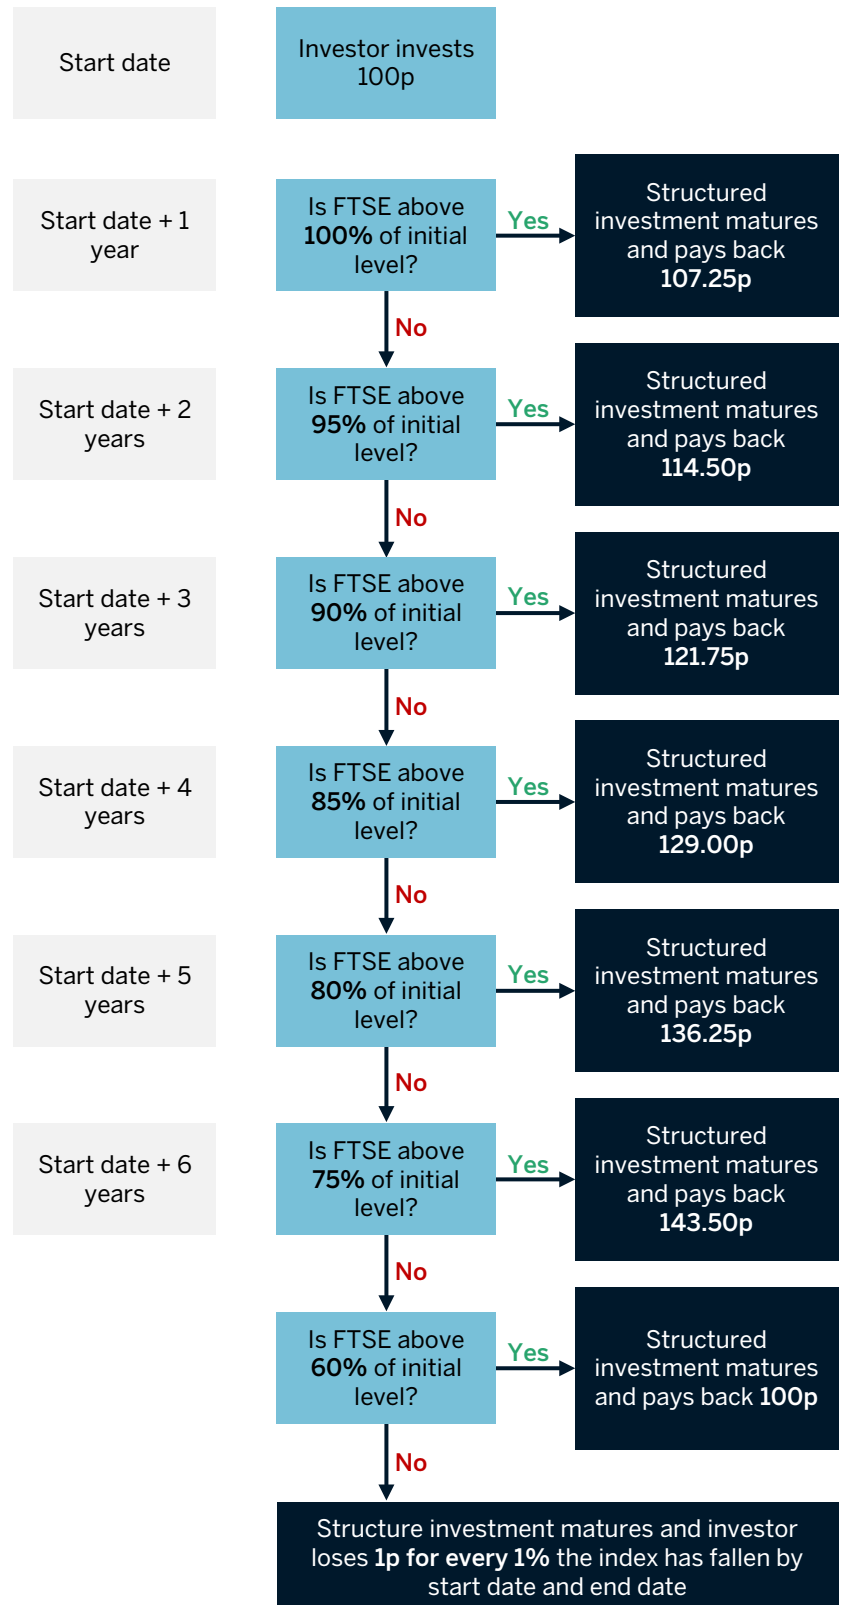 Start date
Investor invests
100p
Start date + 1
year
Is FTSE above
100% of initial
level?
Yes
Structured
investment matures
and pays back
107.25p
No
Start date + 2
years
Is FTSE above
95% of initial
level?
Yes
Structured
investment matures
and pays back
114.50p
No
Start date + 3
years
Is FTSE above
90% of initial
level?
Yes
Structured
investment matures
and pays back
121.75p
No
Start date + 4
years
Is FTSE above
85% of initial
level?
Yes
Structured
investment matures
and pays back
129.00p
No
Start date + 5
years
Is FTSE above
80% of initial
level?
Yes
Structured
investment matures
and pays back
136.25p
No
Start date + 6
years
Is FTSE above
75% of initial
level?
Yes
Structured
investment matures
and pays back
143.50p
No
Is FTSE above
60% of initial
level?
Yes
Structured
investment matures
and pays back 100p
No
Structure investment matures and investor
loses 1p for every 1% the index has fallen by
start date and end date